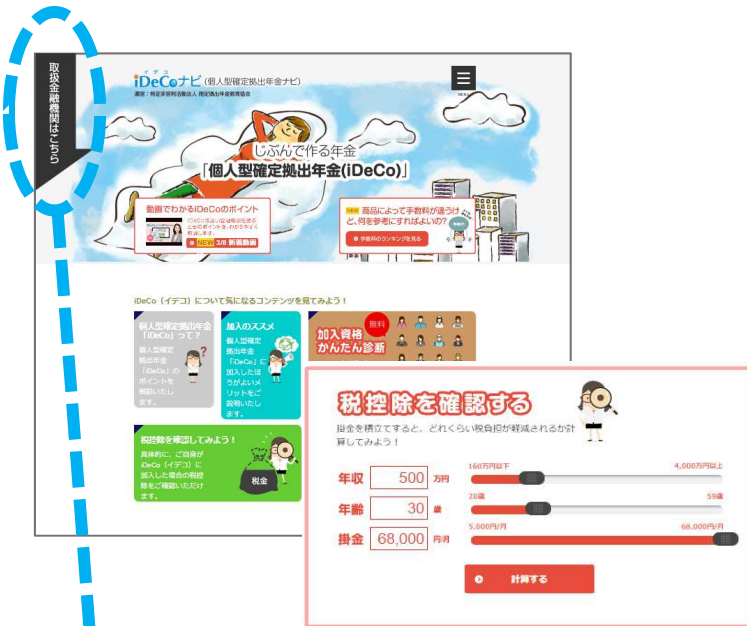 取扱金融機関はこちら
イデコ
iDeCoナビ(個人型確定拠出年金ナビ)
運営:特定非営利活動法人 確定拠出年金教育協会
MENU
じぶんで作る年金
「個人型確定拠出年金(iDeCo)」
動画でわかるiDeCoのポイント
NEW 3/8 新着動画
NEW 商品によって手数料が違うけ
ど、何を参考にすればよいの?
手数料のランキングを見る
iDeCo(イデコ)について気になるコンテンツを見てみよう!
個人型確定拠出年金
「iDeCo」って?
個人型確定
拠出年金
「iDeCo」の
ポイントを
解説いたし
ます。
加入のススメ
個人型確定
拠出年金
「iDeCo」に
加入したほ
うがよいメ
リットをご
説明いたし
ます。
無料
加入資格
かんたん診断
税控除を確認してみよう!
具体的に、ご自身が
iDeCo(イデコ)に
加入した場合の税控
除をご確認いただけ
ます。
税金
税控除を確認する
掛金を積立てすると、どれくらい税負担が軽減されるか計
算してみよう!
年収 500 万円 160万円以下 4,000万円以上
年齢 30 歳 20歳 59歳
掛金 68,000 円/月 5,000円/月 68,000円/月
計算する